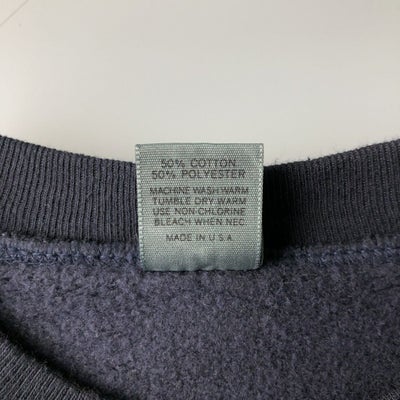 50% COTTON
50% POLYESTER
MACHINE WASH WARM
TUMBLE DRY WARM
USE NON-CHLORINE
BLEACH WHEN NEC.
MADE IN U.S.A.